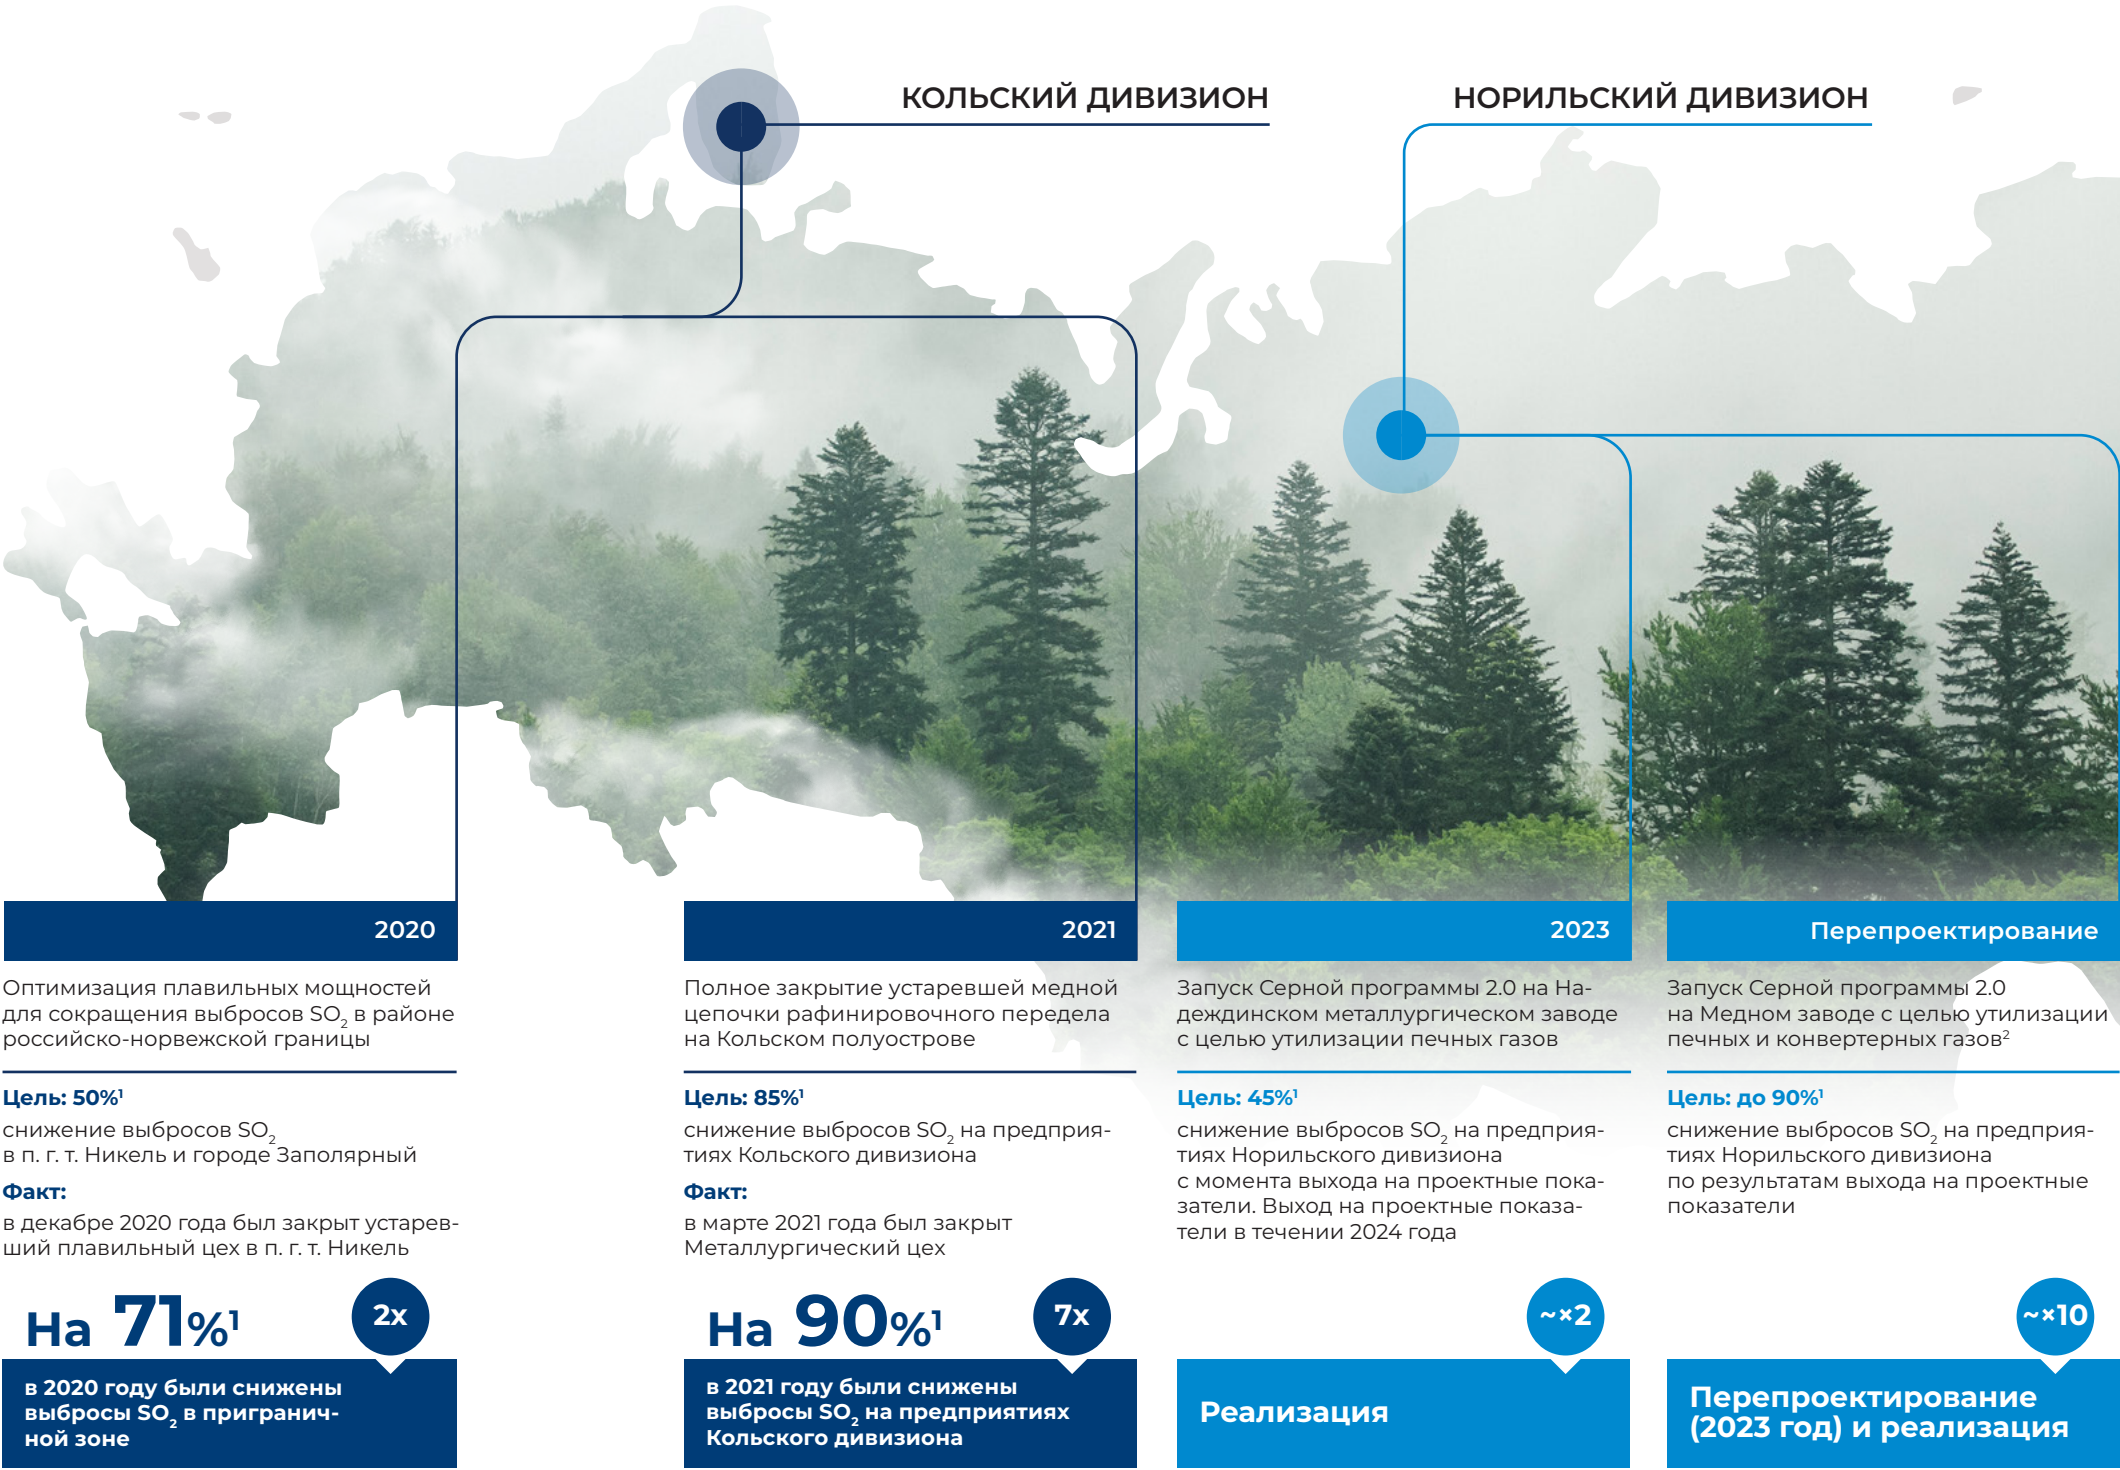 КОЛЬСКИЙ ДИВИЗИОН
НОРИЛЬСКИЙ ДИВИЗИОН
2020
Оптимизация плавильных мощностей
для сокращения выбросов SO₂ в районе
российско-норвежской границы
Цель: 50%¹
снижение выбросов SO₂
в п. г. т. Никель и городе Заполярный
Факт:
в декабре 2020 года был закрыт устарев-
ший плавильный цех в п. г. т. Никель
На 71%¹
2x
в 2020 году были снижены
выбросы SO₂ в пригранич-
ной зоне
2021
Полное закрытие устаревшей медной
цепочки рафинировочного передела
на Кольском полуострове
Цель: 85%¹
снижение выбросов SO₂ на предприя-
тиях Кольского дивизиона
Факт:
в марте 2021 года был закрыт
Металлургический цех
На 90%¹
7x
в 2021 году были снижены
выбросы SO₂ на предприятиях
Кольского дивизиона
2023
Запуск Серной программы 2.0 на На-
деждинском металлургическом заводе
с целью утилизации печных газов
Цель: 45%¹
снижение выбросов SO₂ на предприя-
тиях Норильского дивизиона
с момента выхода на проектные пока-
затели. Выход на проектные показа-
тели в течении 2024 года
~×2
Реализация
Перепроектирование
Запуск Серной программы 2.0
на Медном заводе с целью утилизации
печных и конвертерных газов²
Цель: до 90%¹
снижение выбросов SO₂ на предприя-
тиях Норильского дивизиона
по результатам выхода на проектные
показатели
~×10
Перепроектирование
(2023 год) и реализация